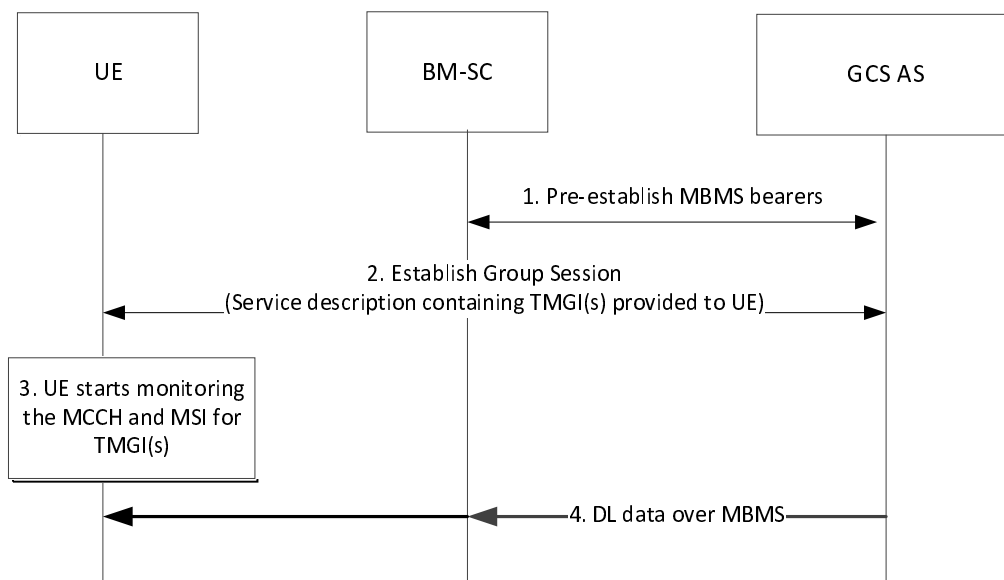 UE
BM-SC
GCS AS
1. Pre-establish MBMS bearers
2. Establish Group Session
(Service description containing TMGI(s) provided to UE)
3. UE starts monitoring
the MCCH and MSI for
TMGI(s)
4. DL data over MBMS